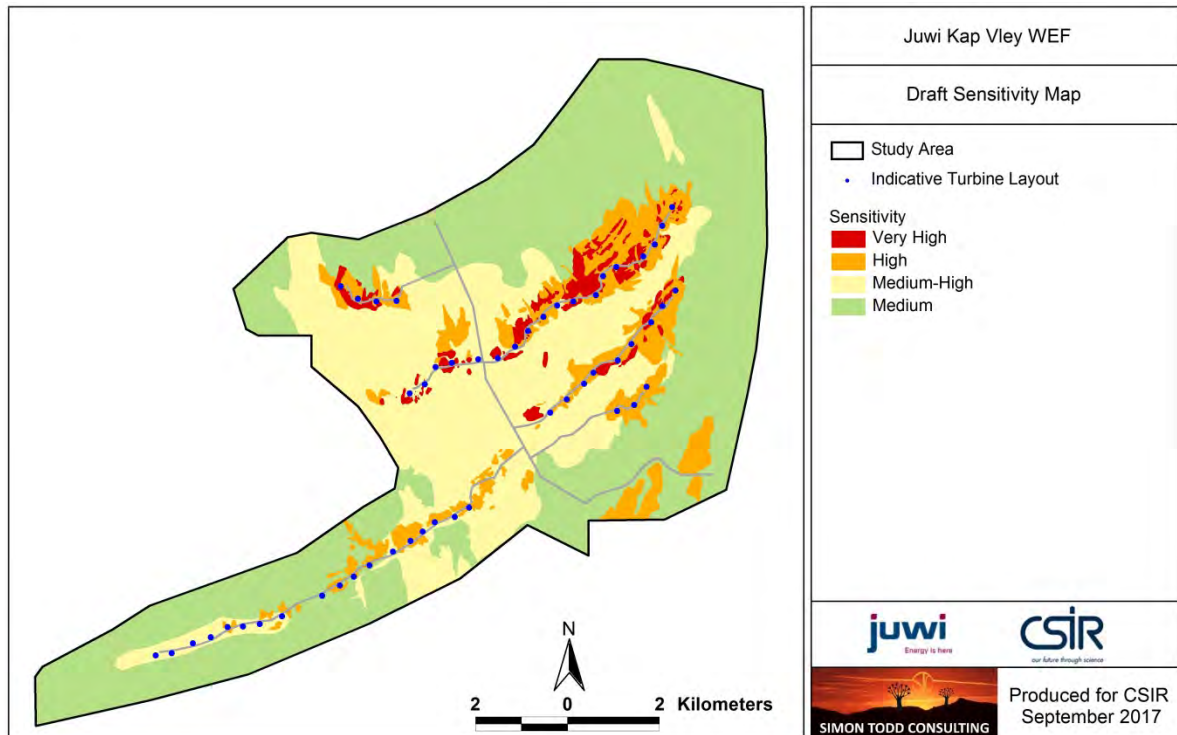 Juwi Kap Vley WEF
Draft Sensitivity Map
Study Area
Indicative Turbine Layout
Sensitivity
Very High
High
Medium-High
Medium
N
2 0 2 Kilometers
juwi
Energy is here
CSIR
our future through science
SIMON TODD CONSULTING
Produced for CSIR
September 2017